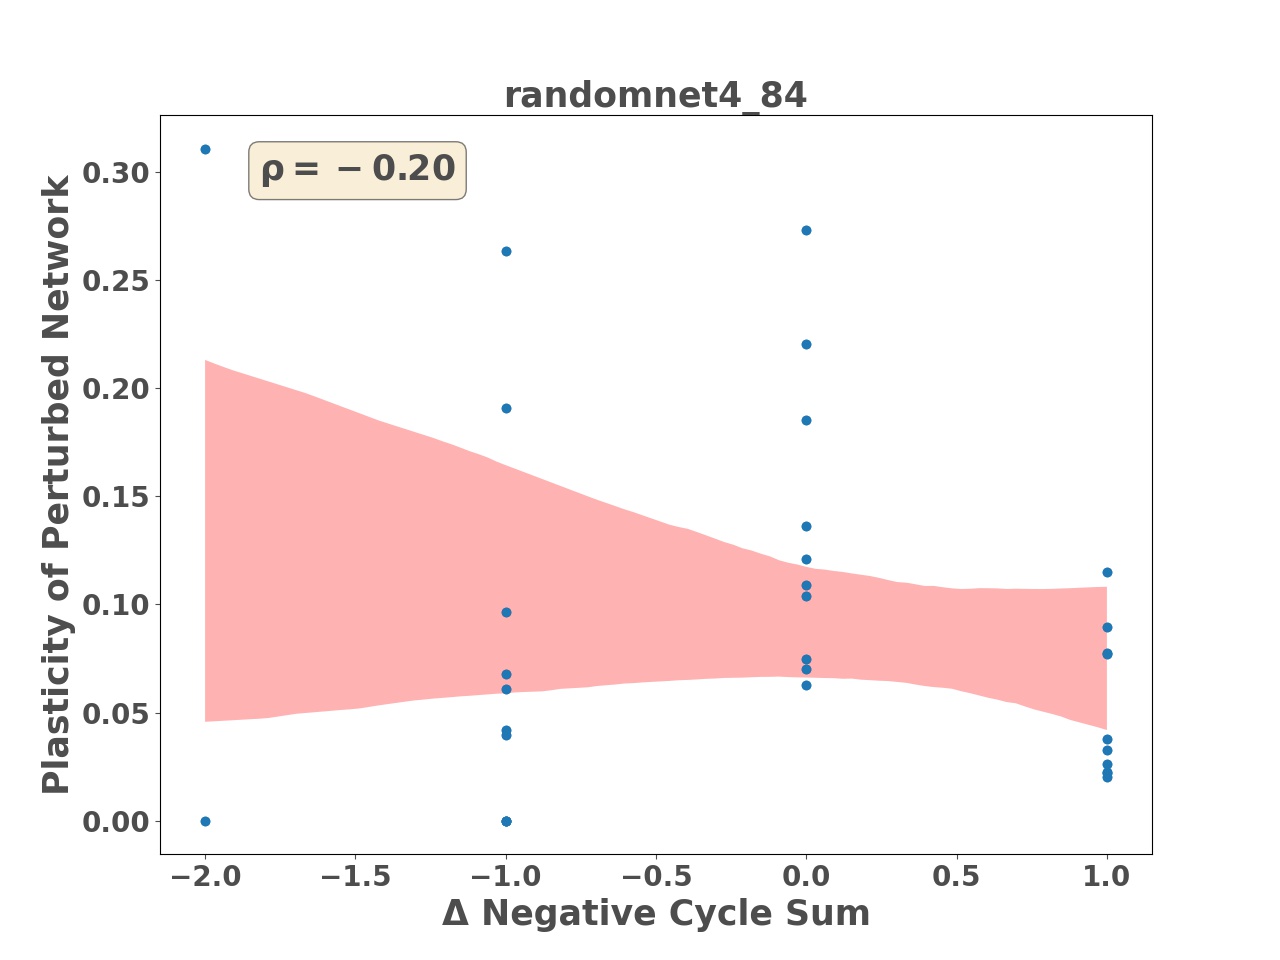 randomnet4_84
ρ = − 0.20
Plasticity of Perturbed Network
0.30
0.25
0.20
0.15
0.10
0.05
0.00
−2.0 −1.5 −1.0 −0.5 0.0 0.5 1.0
Δ Negative Cycle Sum